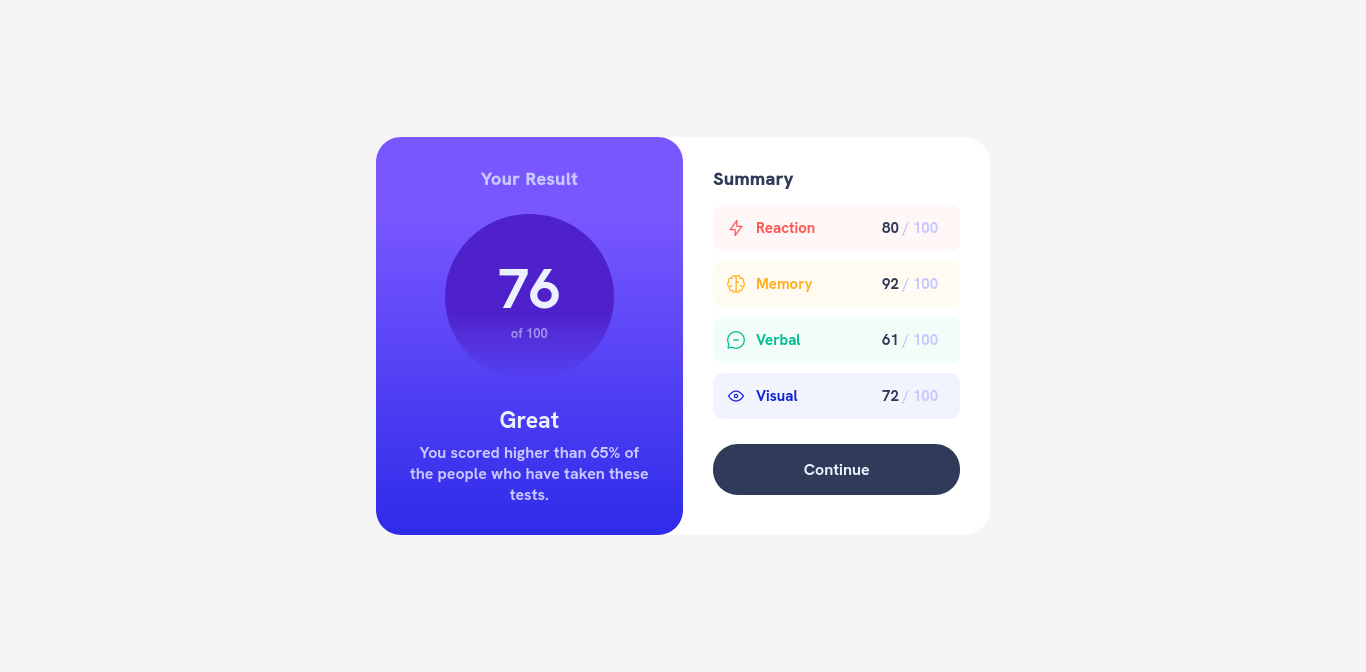 Your Result
76
of 100
Great
You scored higher than 65% of
the people who have taken these
tests.
Summary
Reaction 80 / 100
Memory 92 / 100
Verbal 61 / 100
Visual 72 / 100
Continue